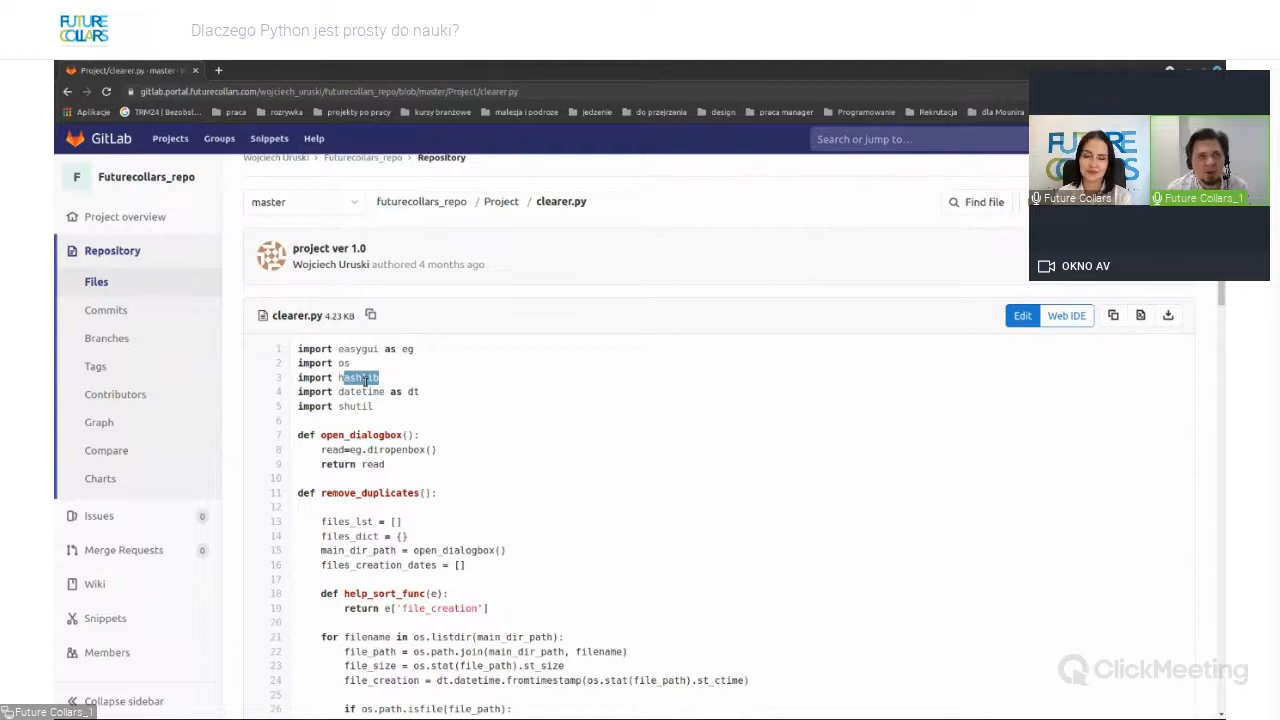 FUTURE
COLLARS
Dlaczego Python jest prosty do nauki?
Project/clearer.py · master ·
gitlab.portal.futurecollars.com/wojciech_uruski/futurecollars_repo/blob/master/Project/clearer.py
Aplikacje TRM24 | Bezobsł... praca rozrywka projekty po pracy kursy branżowe malezja i podroze jedzenie do przejrzenia design praca manager Programowanie Rekrutacja dla Mounira
GitLab Projects Groups Snippets Help Search or jump to...
F Futurecollars_repo
Project overview
Repository
Files
Commits
Branches
Tags
Contributors
Graph
Compare
Charts
Issues 0
Merge Requests 0
Wiki
Snippets
Members
Collapse sidebar
Future Collars_1
Wojciech Uruski > Futurecollars_repo > Repository
master futurecollars_repo / Project / clearer.py Find file
project ver 1.0
Wojciech Uruski authored 4 months ago
clearer.py 4.23 KB Edit Web IDE
1 import easygui as eg
2 import os
3 import hashlib
4 import datetime as dt
5 import shutil
6
7 def open_dialogbox():
8 read=eg.diropenbox()
9 return read
10
11 def remove_duplicates():
12
13 files_lst = []
14 files_dict = {}
15 main_dir_path = open_dialogbox()
16 files_creation_dates = []
17
18 def help_sort_func(e):
19 return e['file_creation']
20
21 for filename in os.listdir(main_dir_path):
22 file_path = os.path.join(main_dir_path, filename)
23 file_size = os.stat(file_path).st_size
24 file_creation = dt.datetime.fromtimestamp(os.stat(file_path).st_ctime)
25
26 if os.path.isfile(file_path):
FUTURE
Future Collars
Future Collars_1
OKNO AV
ClickMeeting